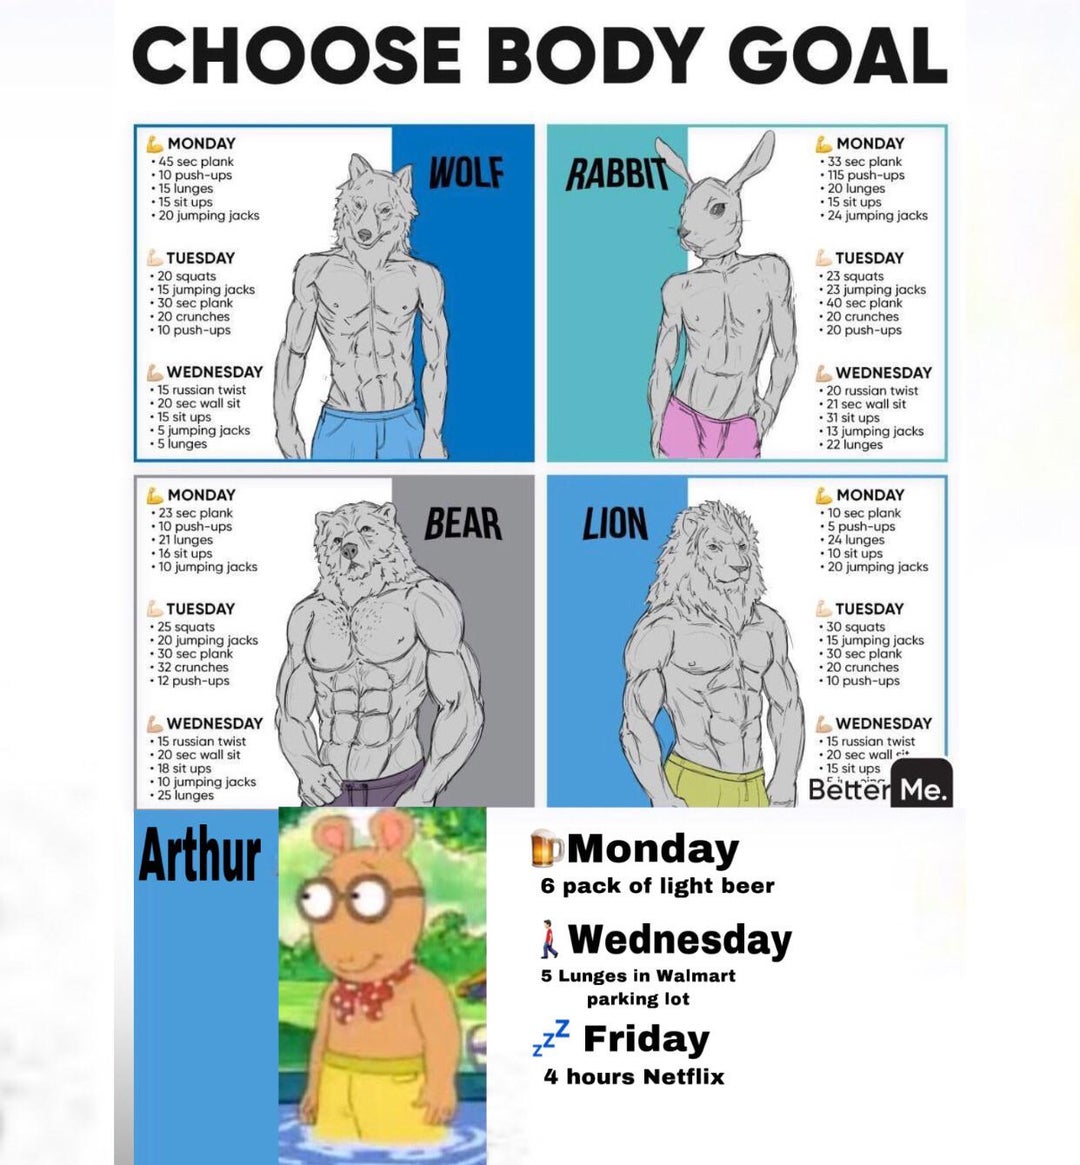 CHOOSE BODY GOAL
WOLF
MONDAY
• 45 sec plank
• 10 push-ups
• 15 lunges
• 15 sit ups
• 20 jumping jacks
TUESDAY
• 20 squats
• 15 jumping jacks
• 30 sec plank
• 20 crunches
• 10 push-ups
WEDNESDAY
• 15 russian twist
• 20 sec wall sit
• 15 sit ups
• 5 jumping jacks
• 5 lunges
RABBIT
MONDAY
• 33 sec plank
• 115 push-ups
• 20 lunges
• 15 sit ups
• 24 jumping jacks
TUESDAY
• 23 squats
• 23 jumping jacks
• 40 sec plank
• 20 crunches
• 20 push-ups
WEDNESDAY
• 20 russian twist
• 21 sec wall sit
• 31 sit ups
• 13 jumping jacks
• 22 lunges
BEAR
MONDAY
• 23 sec plank
• 10 push-ups
• 21 lunges
• 16 sit ups
• 10 jumping jacks
TUESDAY
• 25 squats
• 20 jumping jacks
• 30 sec plank
• 32 crunches
• 12 push-ups
WEDNESDAY
• 15 russian twist
• 20 sec wall sit
• 18 sit ups
• 10 jumping jacks
• 25 lunges
LION
MONDAY
• 10 sec plank
• 5 push-ups
• 24 lunges
• 10 sit ups
• 20 jumping jacks
TUESDAY
• 30 squats
• 15 jumping jacks
• 30 sec plank
• 20 crunches
• 10 push-ups
WEDNESDAY
• 15 russian twist
• 20 sec wall
• 15 sit ups
Better Me.
Arthur
Monday
6 pack of light beer
Wednesday
5 Lunges in Walmart
parking lot
zzZ Friday
4 hours Netflix